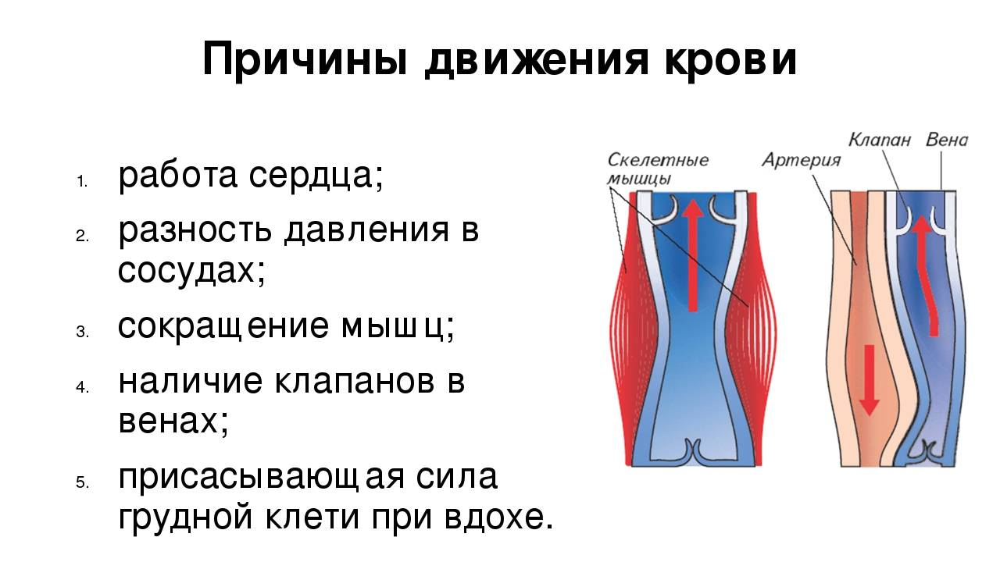 Причины движения крови
1. работа сердца;
2. разность давления в
сосудах;
3. сокращение мышц;
4. наличие клапанов в
венах;
5. присасывающая сила
грудной клети при вдохе.
Скелетные
мышцы
Артерия
Клапан
Вена